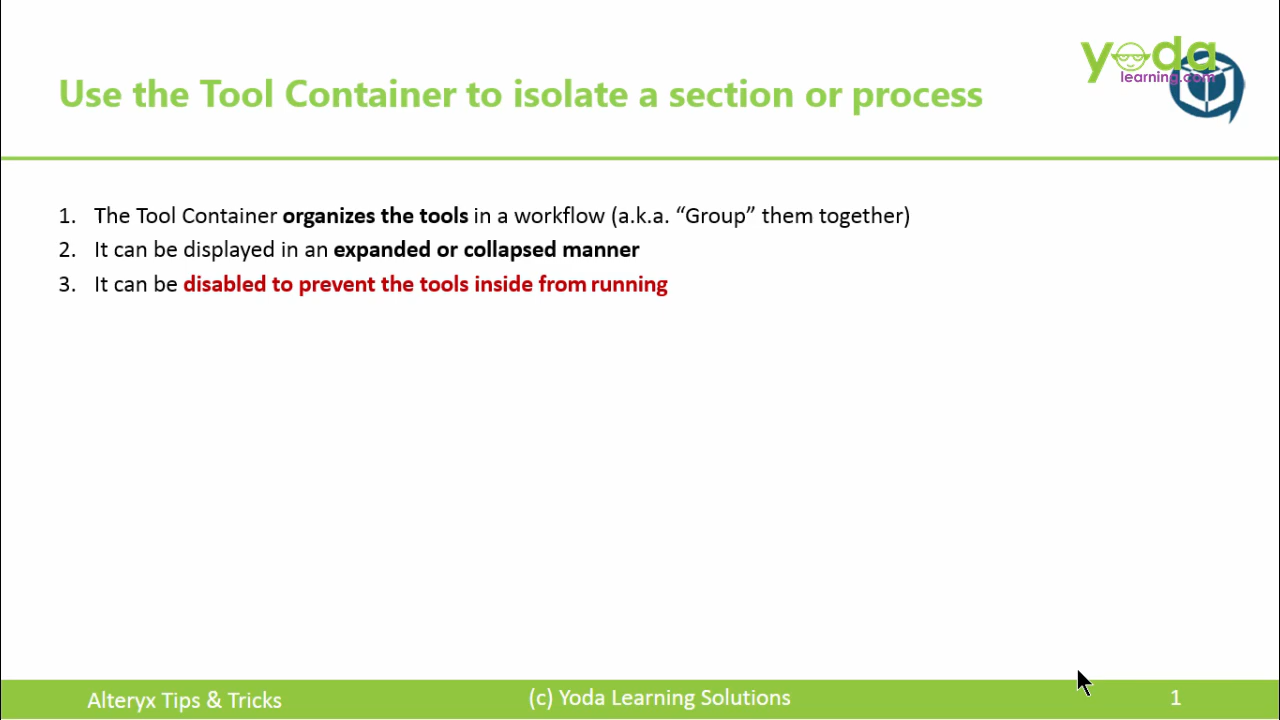 yoda
learning.com
Use the Tool Container to isolate a section or process
1. The Tool Container organizes the tools in a workflow (a.k.a. “Group” them together)
2. It can be displayed in an expanded or collapsed manner
3. It can be disabled to prevent the tools inside from running
Alteryx Tips & Tricks
(c) Yoda Learning Solutions
1